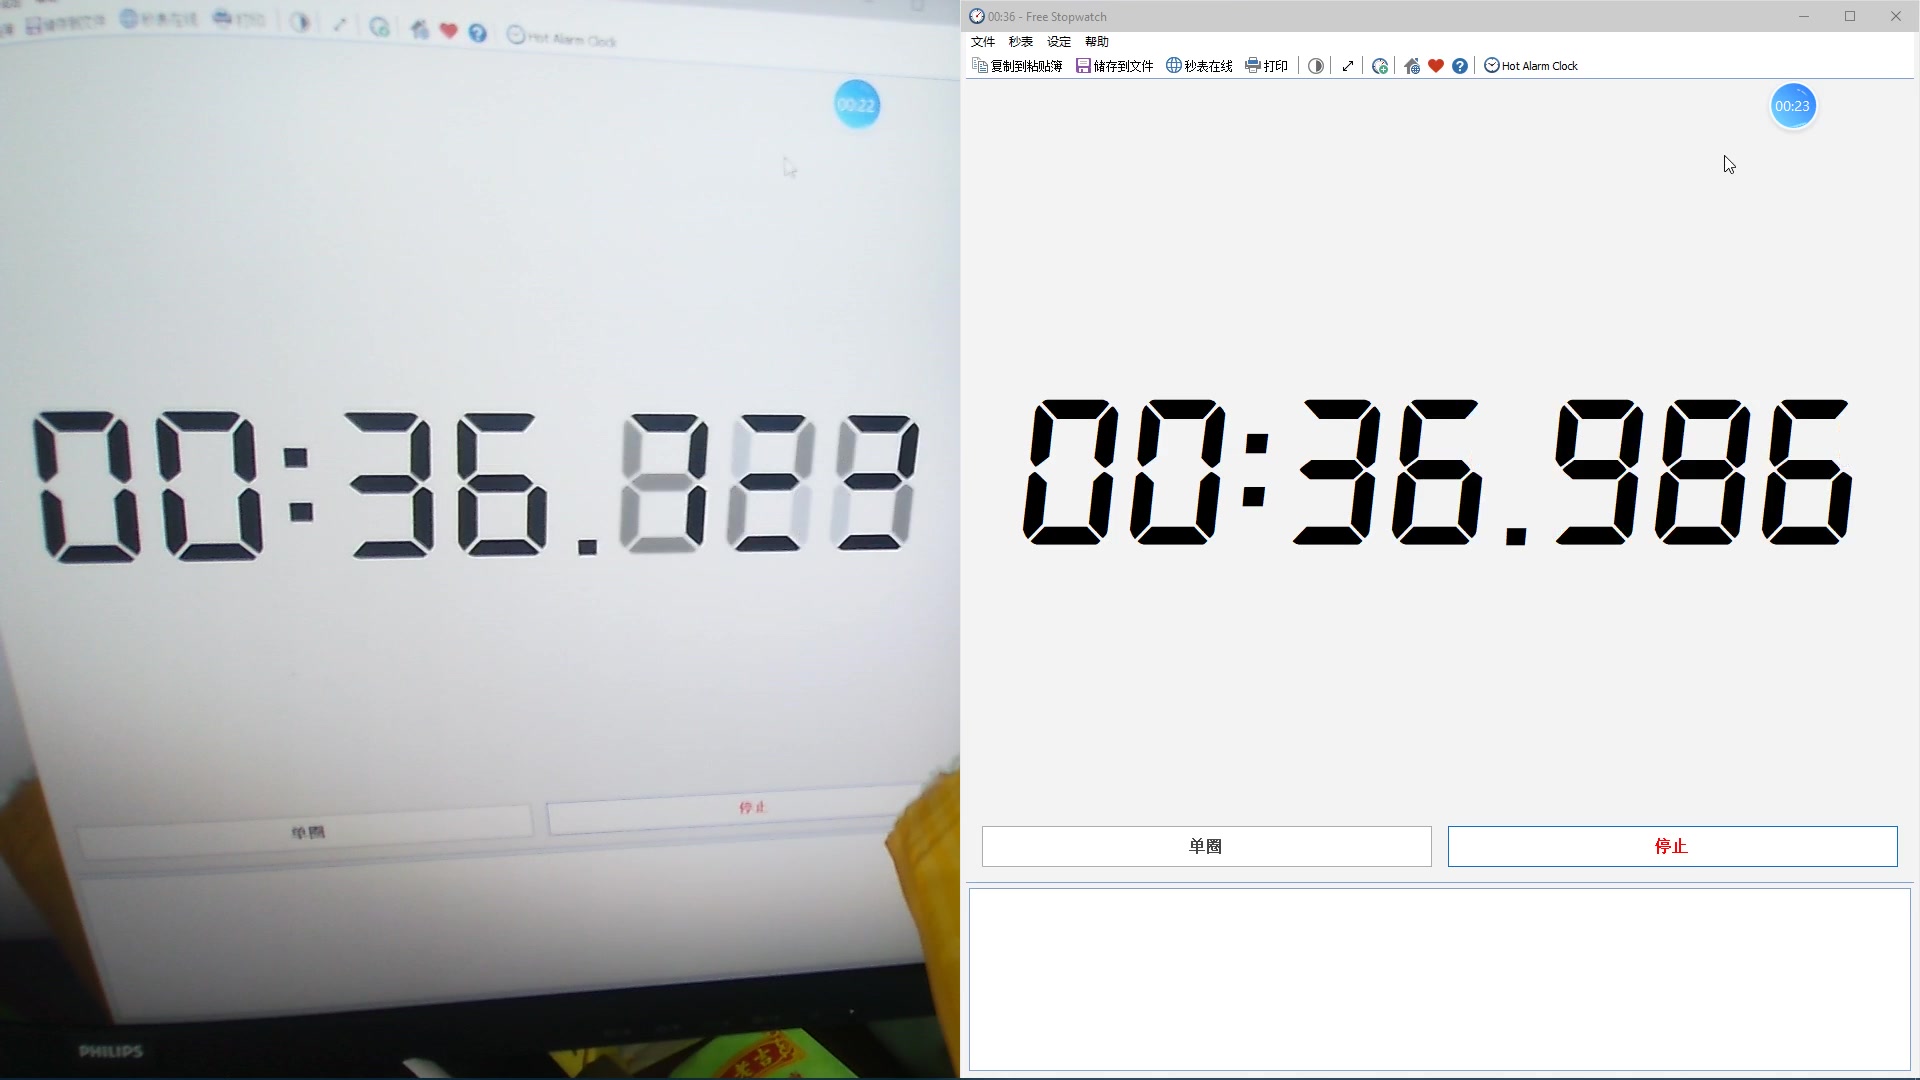 储存到文件 秒表在线 打印 Hot Alarm Clock
00:22
00:36.
单圈 停止
PHILIPS
00:36 - Free Stopwatch
文件 秒表 设定 帮助
复制到粘贴簿 储存到文件 秒表在线 打印 Hot Alarm Clock
00:23
00:36.986
单圈 停止